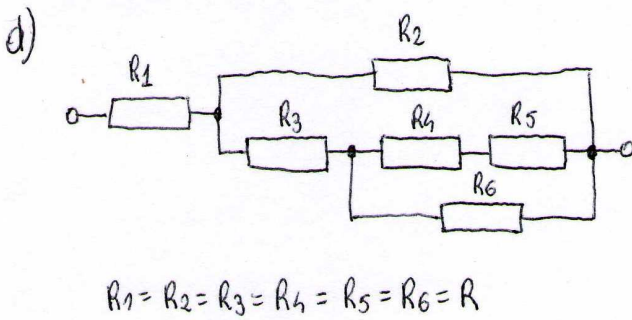 d)
R2
R1
R3 R4 R5
R6
R1 = R2 = R3 = R4 = R5 = R6 = R